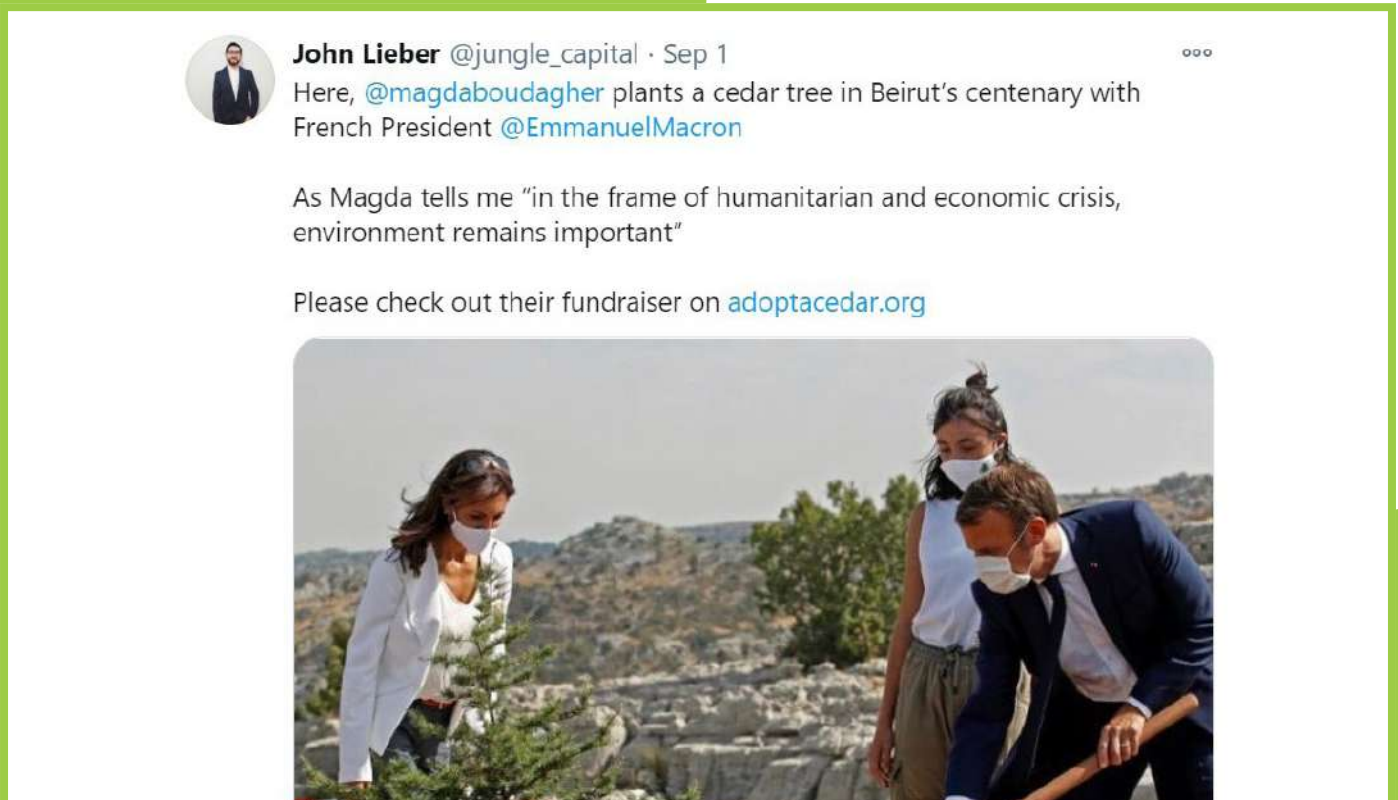 John Lieber @jungle_capital · Sep 1
Here, @magdaboudagher plants a cedar tree in Beirut’s centenary with
French President @EmmanuelMacron
As Magda tells me “in the frame of humanitarian and economic crisis,
environment remains important”
Please check out their fundraiser on adoptacedar.org